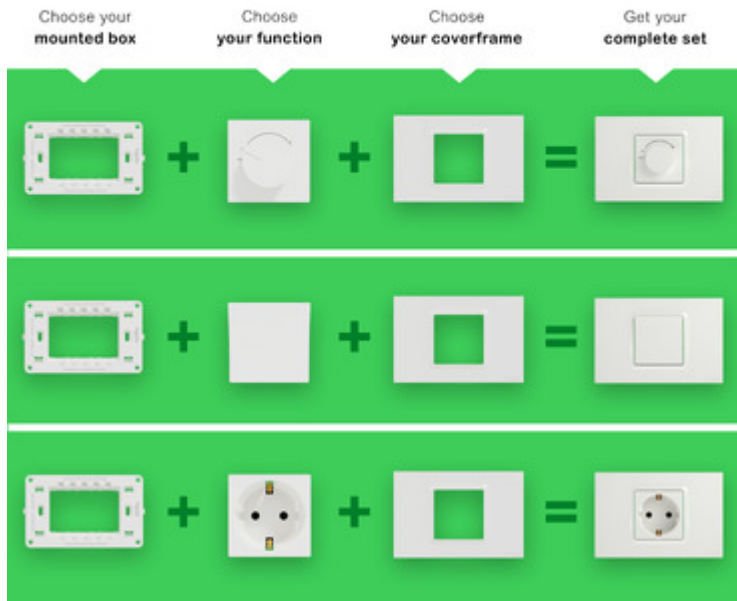 Choose your
mounted box
Choose
your function
Choose
your coverframe
Get your
complete set
+
+
=
+
+
=
+
+
=